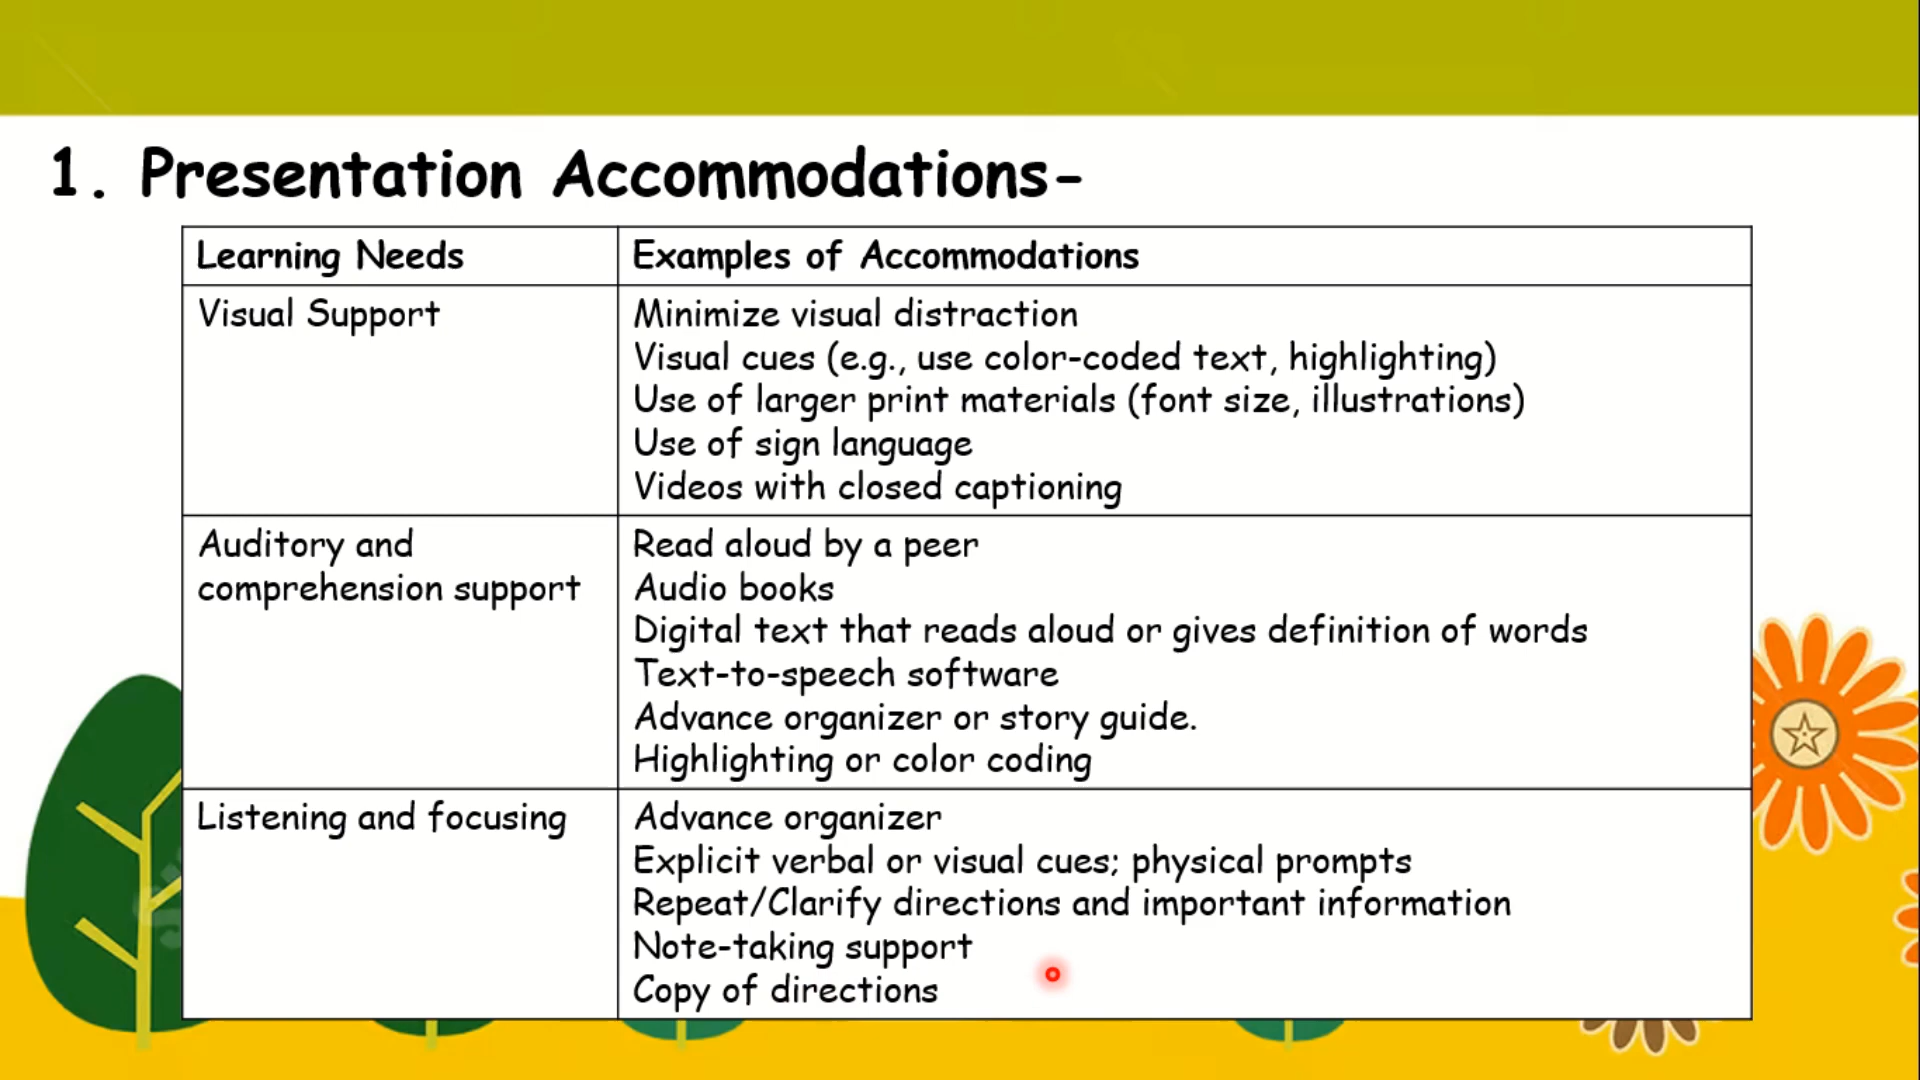 1. Presentation Accommodations-
Learning Needs
Examples of Accommodations
Visual Support
Minimize visual distraction
Visual cues (e.g., use color-coded text, highlighting)
Use of larger print materials (font size, illustrations)
Use of sign language
Videos with closed captioning
Auditory and
comprehension support
Read aloud by a peer
Audio books
Digital text that reads aloud or gives definition of words
Text-to-speech software
Advance organizer or story guide.
Highlighting or color coding
Listening and focusing
Advance organizer
Explicit verbal or visual cues; physical prompts
Repeat/Clarify directions and important information
Note-taking support
Copy of directions